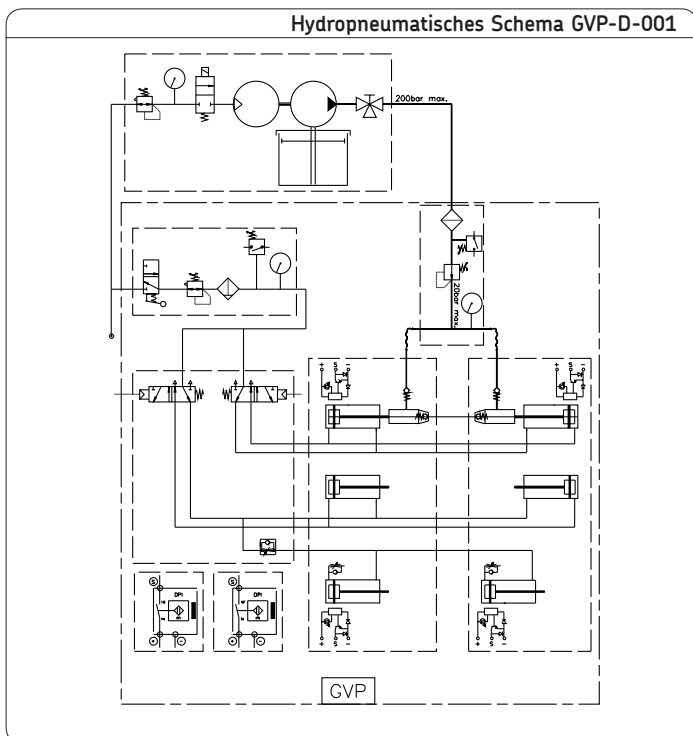 Hydropneumatisches Schema GVP-D-001
200bar max.
20bar max.
+ S -
+ S -
DPI
S
+ -
DPI
S
+ -
+ S -
+ S -
GVP